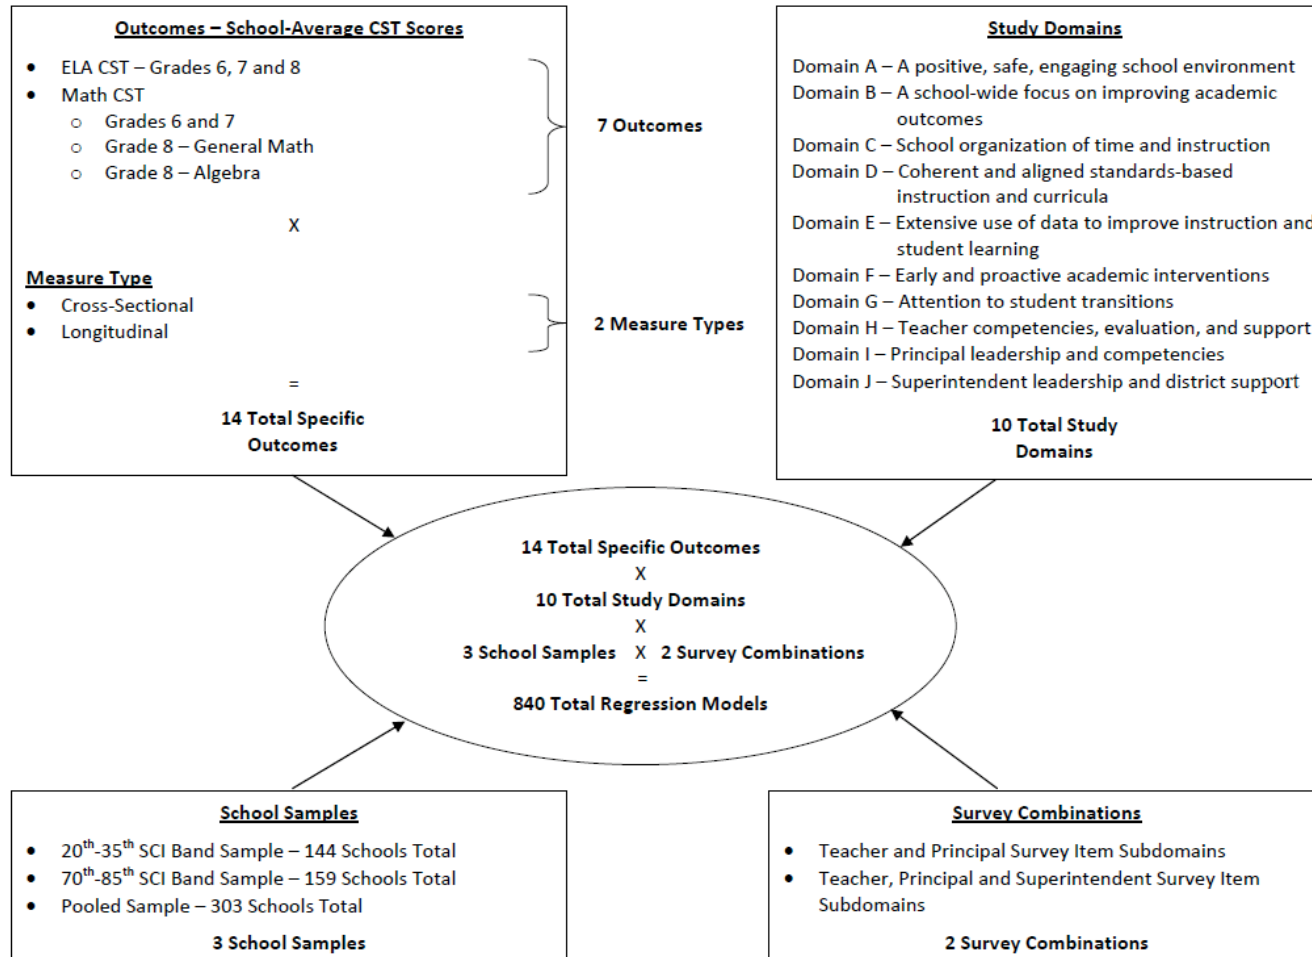 Outcomes – School-Average CST Scores
• ELA CST – Grades 6, 7 and 8
• Math CST
o Grades 6 and 7
o Grade 8 – General Math
o Grade 8 – Algebra
7 Outcomes
X
Measure Type
• Cross-Sectional
• Longitudinal
2 Measure Types
=
14 Total Specific
Outcomes
Study Domains
Domain A – A positive, safe, engaging school environment
Domain B – A school-wide focus on improving academic
outcomes
Domain C – School organization of time and instruction
Domain D – Coherent and aligned standards-based
instruction and curricula
Domain E – Extensive use of data to improve instruction and
student learning
Domain F – Early and proactive academic interventions
Domain G – Attention to student transitions
Domain H – Teacher competencies, evaluation, and support
Domain I – Principal leadership and competencies
Domain J – Superintendent leadership and district support
10 Total Study
Domains
14 Total Specific Outcomes
X
10 Total Study Domains
X
3 School Samples X 2 Survey Combinations
=
840 Total Regression Models
School Samples
• 20th-35th SCI Band Sample – 144 Schools Total
• 70th-85th SCI Band Sample – 159 Schools Total
• Pooled Sample – 303 Schools Total
3 School Samples
Survey Combinations
• Teacher and Principal Survey Item Subdomains
• Teacher, Principal and Superintendent Survey Item
Subdomains
2 Survey Combinations